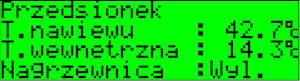 Przedsionek
T.nawiewu : 42.7%
T.wewnetrzna : 14.3%
Nagrzewnica :Wyl.